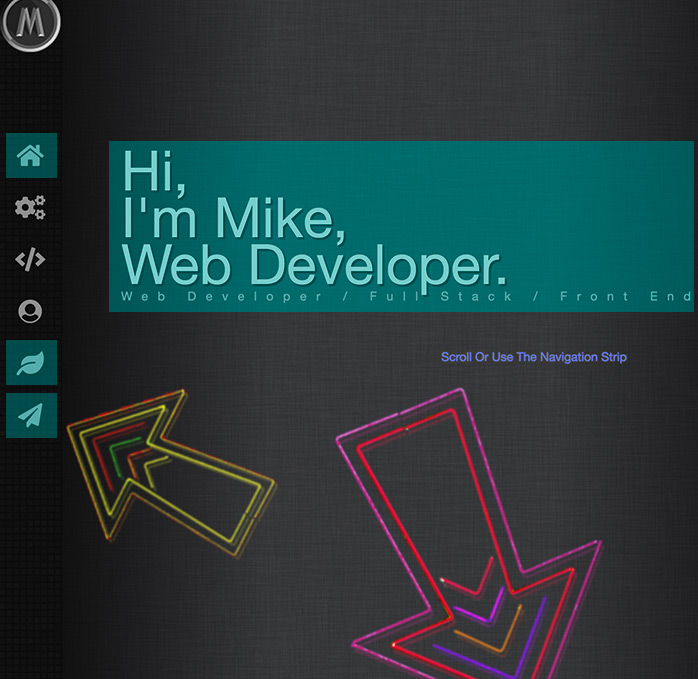 M
Hi,
I'm Mike,
Web Developer.
Web Developer / Full Stack / Front End
Scroll Or Use The Navigation Strip